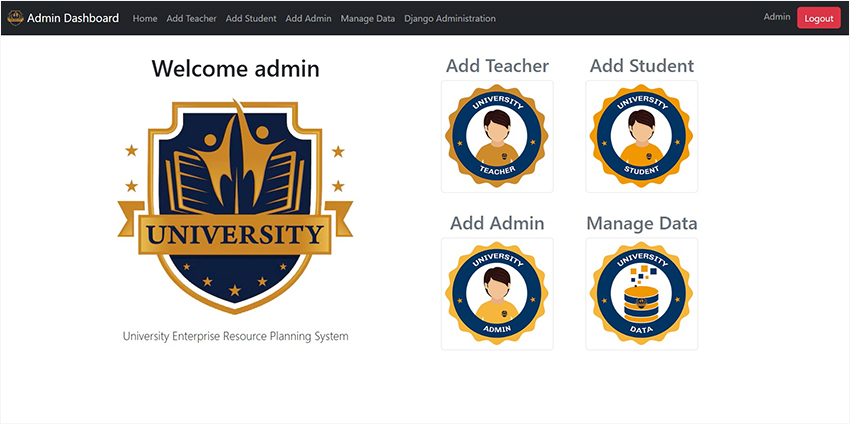 Admin Dashboard Home Add Teacher Add Student Add Admin Manage Data Django Administration Admin Logout
Welcome admin
UNIVERSITY
University Enterprise Resource Planning System
Add Teacher
UNIVERSITY
TEACHER
Add Student
UNIVERSITY
STUDENT
Add Admin
UNIVERSITY
ADMIN
Manage Data
UNIVERSITY
DATA